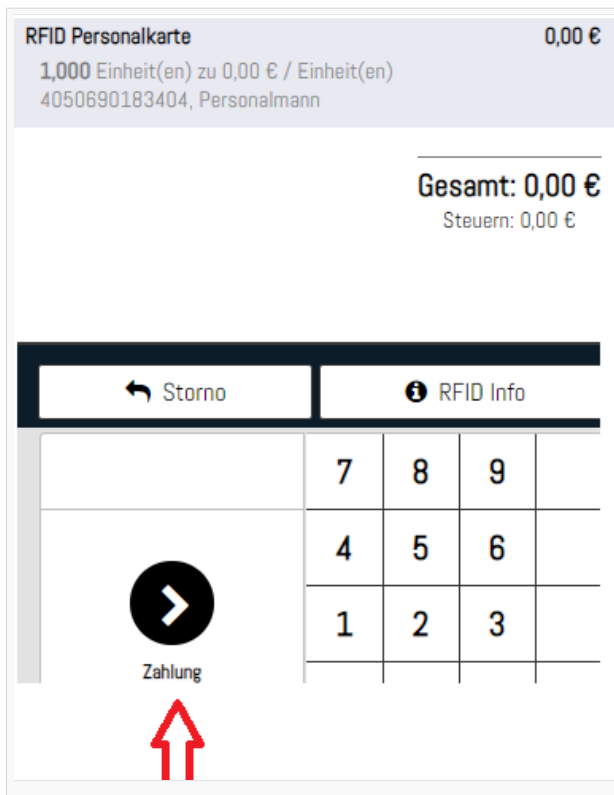 RFID Personalkarte 0,00 €
1,000 Einheit(en) zu 0,00 € / Einheit(en)
4050690183404, Personalmann
Gesamt: 0,00 €
Steuern: 0,00 €
Storno RFID Info
7 8 9
4 5 6
1 2 3
Zahlung